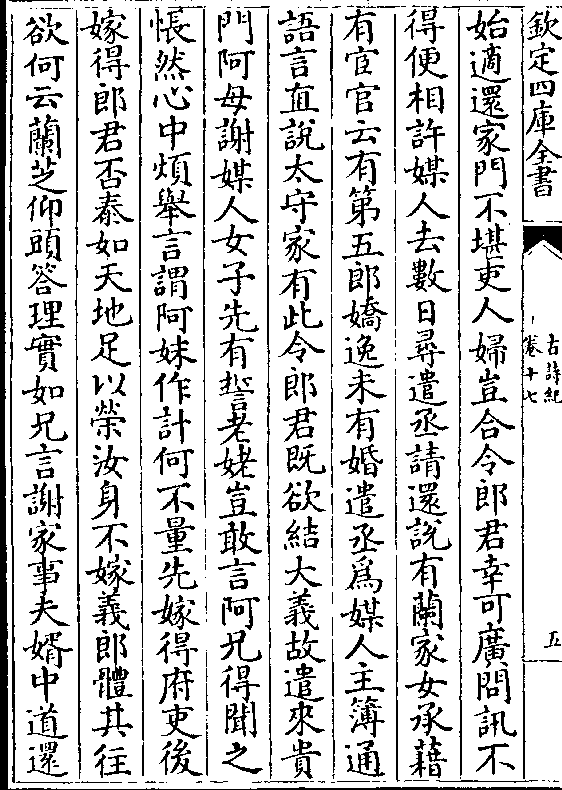 欽定四庫全書
古詩紀
卷十七
五
始適還家門不堪吏人婦豈合令郎君幸可廣問訊不
得便相許媒人去數日尋遣丞請還說有蘭家女承藉
有宦官云有第五郎嬌逸未有婚遣丞為媒人主簿通
語言直說太守家有此令郎君既欲結大義故遣來貴
門阿母謝媒人女子先有誓老姥豈敢言阿兄得聞之
悵然心中煩舉言謂阿妹作計何不量先嫁得府吏後
嫁得郎君否泰如天地足以榮汝身不嫁義郎體其往
欲何云蘭芝仰頭答理實如兄言謝家事夫婿中道還